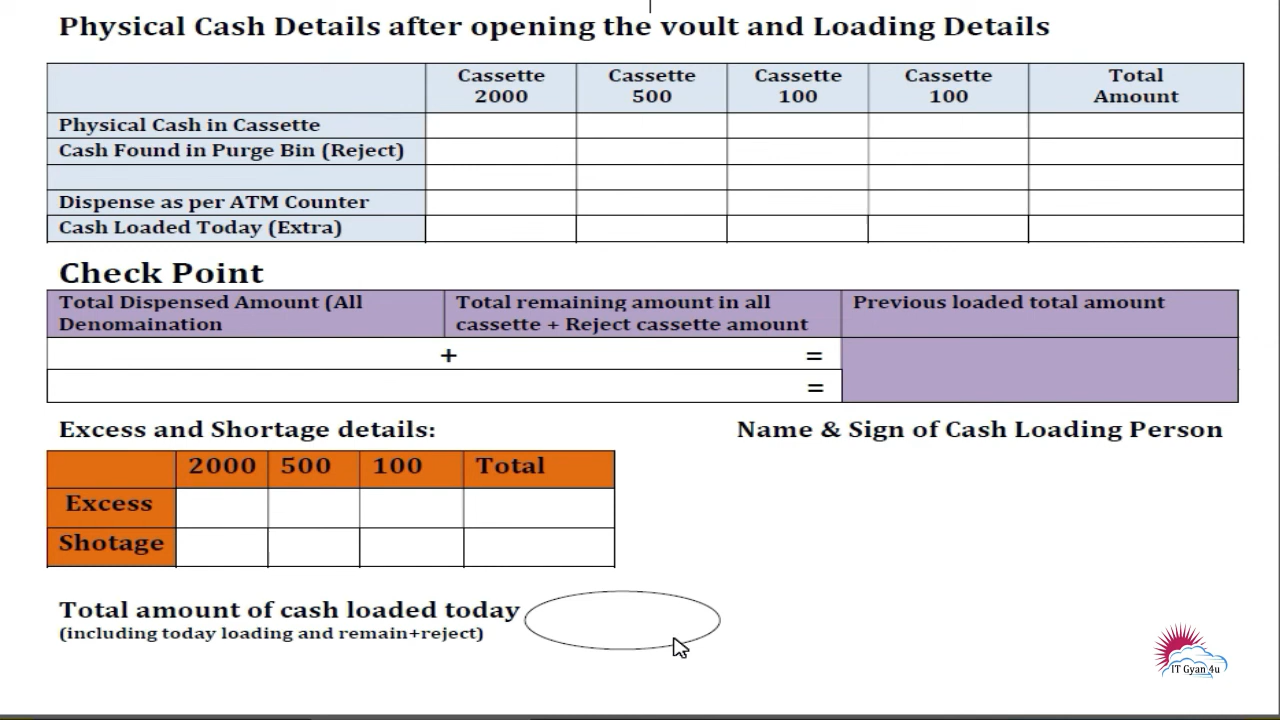 Physical Cash Details after opening the voult and Loading Details
Cassette 2000 Cassette 500 Cassette 100 Cassette 100 Total Amount
Physical Cash in Cassette
Cash Found in Purge Bin (Reject)
Dispense as per ATM Counter
Cash Loaded Today (Extra)
Check Point
Total Dispensed Amount (All Denomaination
Total remaining amount in all cassette + Reject cassette amount
Previous loaded total amount
+ =
=
Excess and Shortage details:
Name & Sign of Cash Loading Person
2000 500 100 Total
Excess
Shotage
Total amount of cash loaded today
(including today loading and remain+reject)
IT Gyan 4u